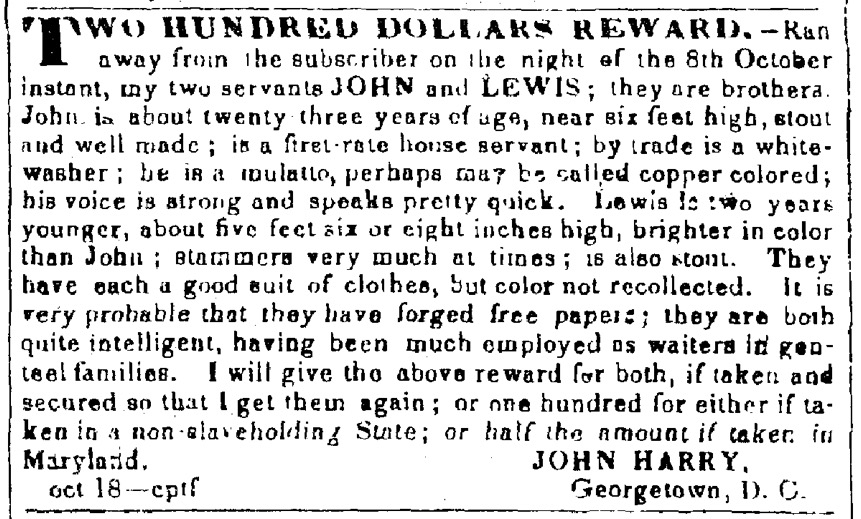 TWO HUNDRED DOLLARS REWARD.—Ran
away from the subscriber on the night of the 8th October
instant, my two servants JOHN and LEWIS; they are brothers.
John is about twenty three years of age, near six feet high, stout
and well made; is a first-rate house servant; by trade is a white-
washer; he is a mulatto, perhaps may be called copper colored;
his voice is strong and speaks pretty quick. Lewis is two years
younger, about five feet six or eight inches high, brighter in color
than John; stammers very much at times; is also stout. They
have each a good suit of clothes, but color not recollected. It is
very probable that they have forged free papers; they are both
quite intelligent, having been much employed as waiters in gen-
teel families. I will give the above reward for both, if taken and
secured so that I get them again; or one hundred for either if ta-
ken in a non-slaveholding State; or half the amount if taken in
Maryland. JOHN HARRY,
oct 18—cptf Georgetown, D. C.